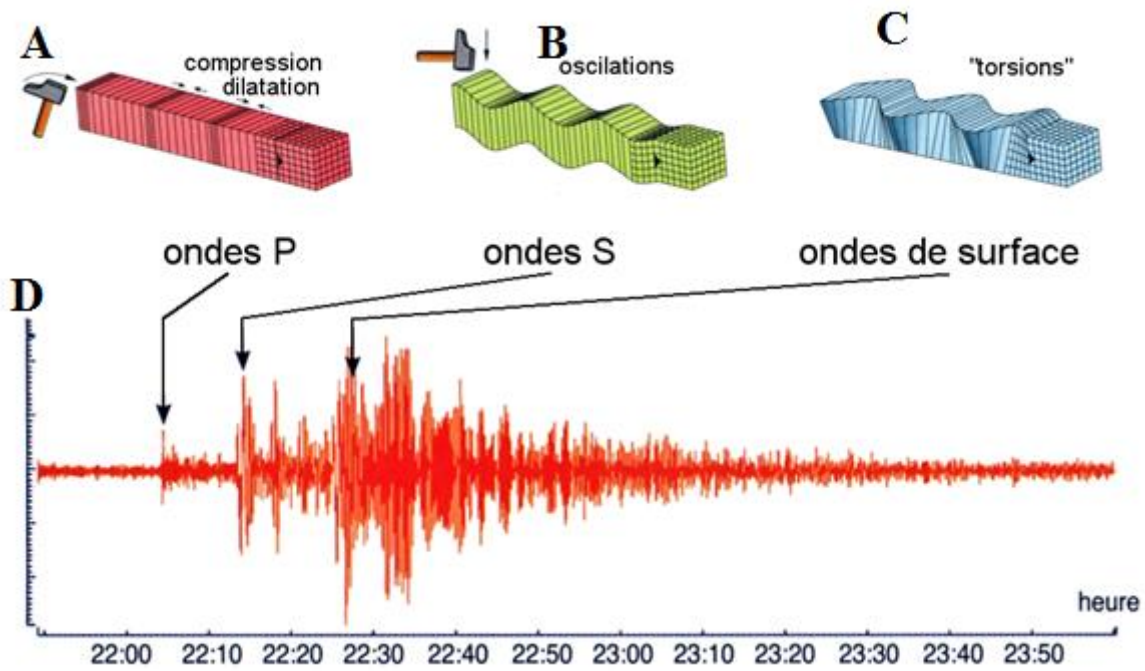 A
compression
dilatation
B
oscilations
C
"torsions"
ondes P
ondes S
ondes de surface
D
heure
22:00 22:10 22:20 22:30 22:40 22:50 23:00 23:10 23:20 23:30 23:40 23:50